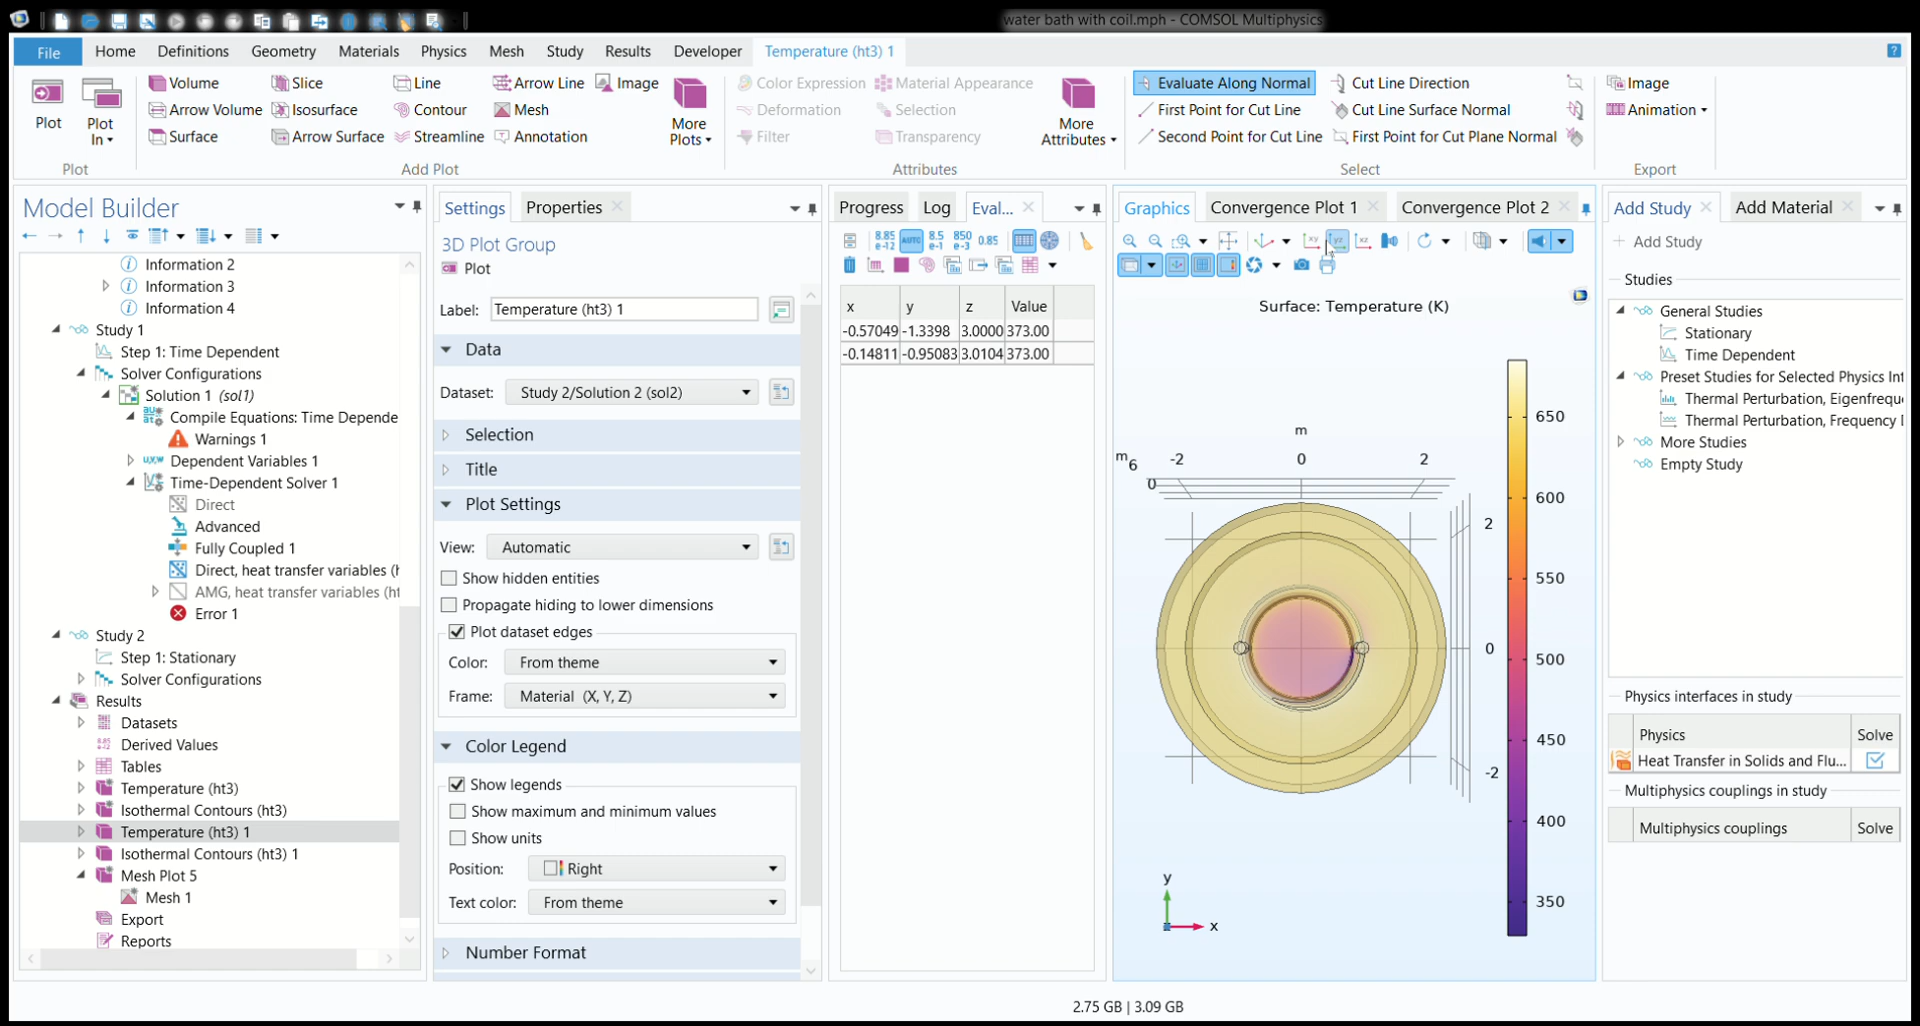 water bath with coil.mph - COMSOL Multiphysics
File Home Definitions Geometry Materials Physics Mesh Study Results Developer Temperature (ht3) 1
Plot
Plot In
Plot
Volume Slice Line Arrow Line Image
Arrow Volume Isosurface Contour Mesh
Surface Arrow Surface Streamline Annotation
More Plots
Add Plot
Color Expression Material Appearance
Deformation Selection
Filter Transparency
More Attributes
Attributes
Evaluate Along Normal Cut Line Direction
First Point for Cut Line Cut Line Surface Normal
Second Point for Cut Line First Point for Cut Plane Normal
Select
Image
Animation
Export
Model Builder
Information 2
Information 3
Information 4
Study 1
Step 1: Time Dependent
Solver Configurations
Solution 1 (sol1)
Compile Equations: Time Depende
Warnings 1
Dependent Variables 1
Time-Dependent Solver 1
Direct
Advanced
Fully Coupled 1
Direct, heat transfer variables (h
AMG, heat transfer variables (ht
Error 1
Study 2
Step 1: Stationary
Solver Configurations
Results
Datasets
Derived Values
Tables
Temperature (ht3)
Isothermal Contours (ht3)
Temperature (ht3) 1
Isothermal Contours (ht3) 1
Mesh Plot 5
Mesh 1
Export
Reports
Settings Properties
3D Plot Group
Plot
Label: Temperature (ht3) 1
Data
Dataset: Study 2/Solution 2 (sol2)
Selection
Title
Plot Settings
View: Automatic
Show hidden entities
Propagate hiding to lower dimensions
Plot dataset edges
Color: From theme
Frame: Material (X, Y, Z)
Color Legend
Show legends
Show maximum and minimum values
Show units
Position: Right
Text color: From theme
Number Format
Progress Log Eval...
8.85 e-12 AUTO 8.5 e-1 850 e-3 0.85
x y z Value
-0.57049 -1.3398 3.0000 373.00
-0.14811 -0.95083 3.0104 373.00
Graphics Convergence Plot 1 Convergence Plot 2
Surface: Temperature (K)
m
m 6 -2 0 2
0
2
0
-2
650
600
550
500
450
400
350
y
x
Add Study Add Material
Add Study
Studies
General Studies
Stationary
Time Dependent
Preset Studies for Selected Physics Int
Thermal Perturbation, Eigenfreque
Thermal Perturbation, Frequency D
More Studies
Empty Study
Physics interfaces in study
Physics Solve
Heat Transfer in Solids and Flu...
Multiphysics couplings in study
Multiphysics couplings Solve
2.75 GB | 3.09 GB